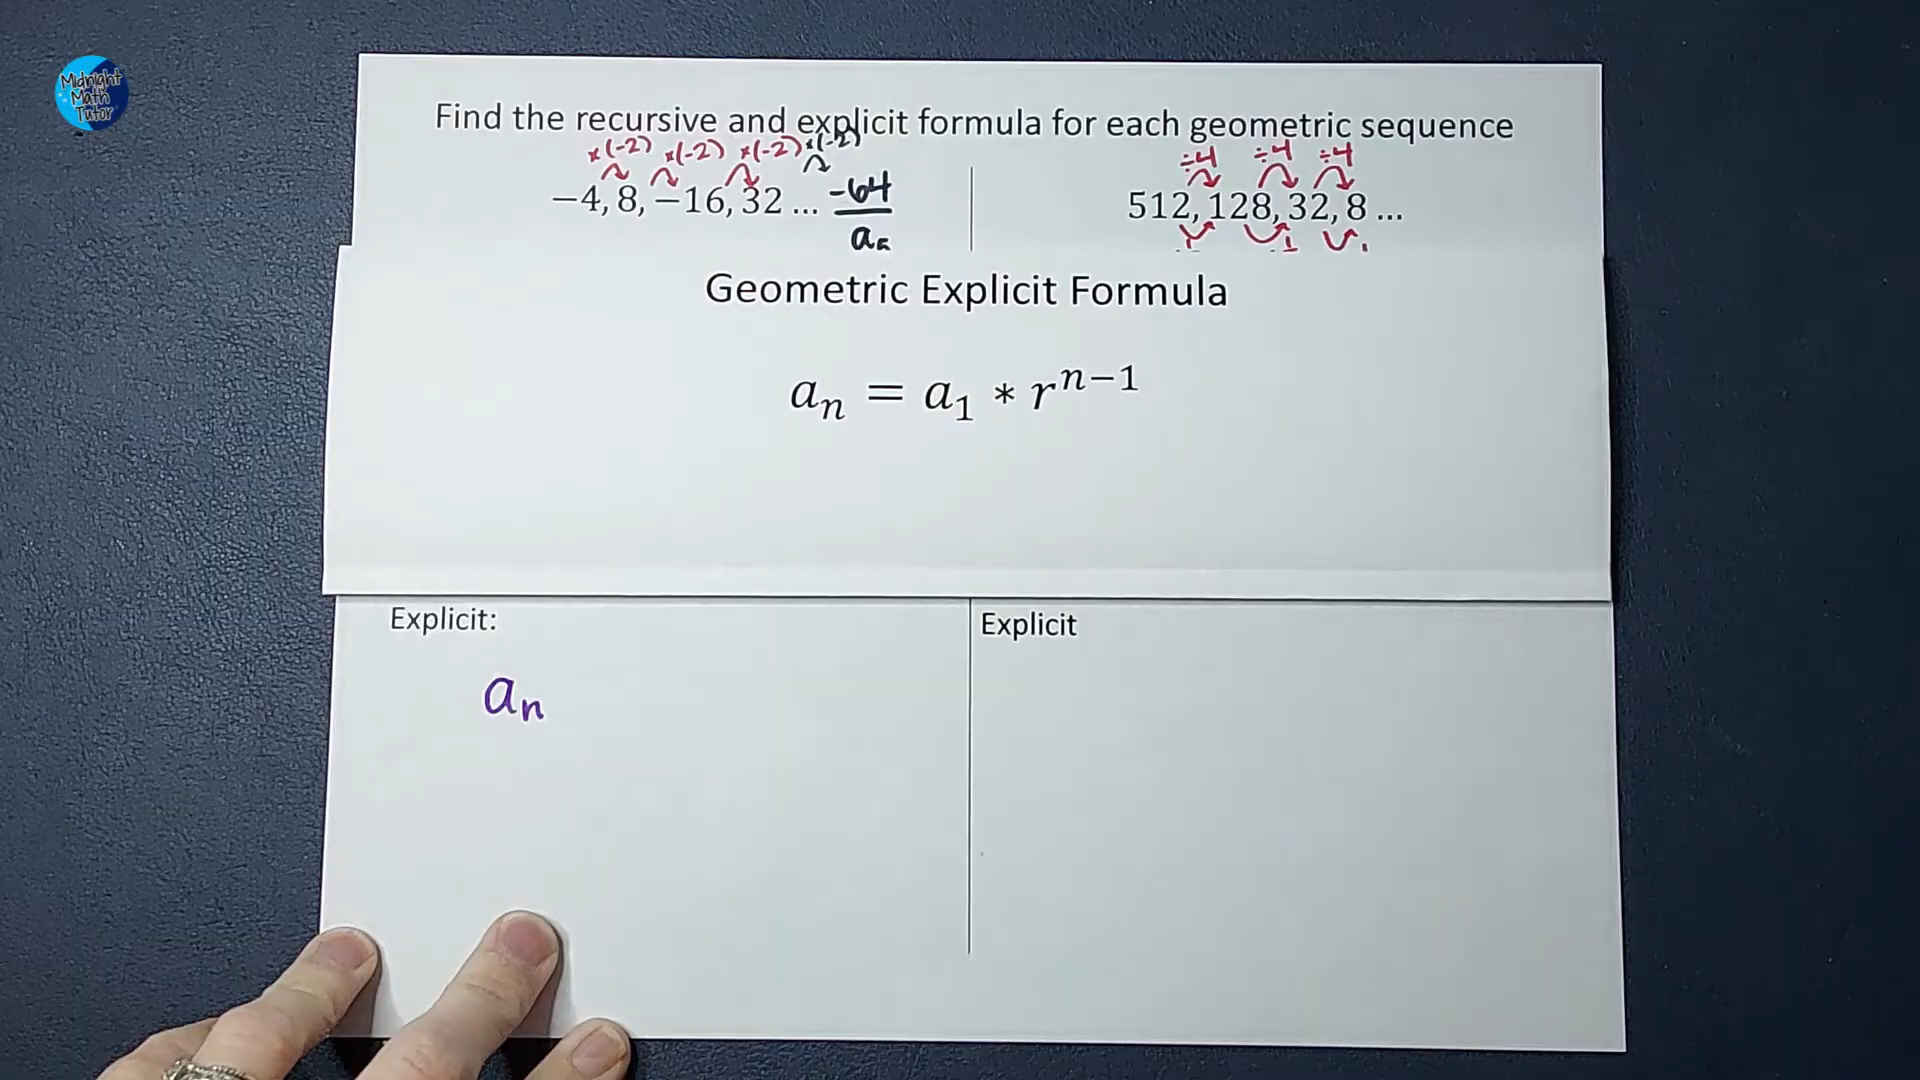 Midnight
Math
Tutor
Find the recursive and explicit formula for each geometric sequence
*(-2) *(-2) *(-2) *(-2)
÷4 ÷4 ÷4
−4, 8, −16, 32 ... -64
512, 128, 32, 8 ...
Geometric Explicit Formula
aₙ = a₁ * rⁿ⁻¹
Explicit:
Explicit
aₙ